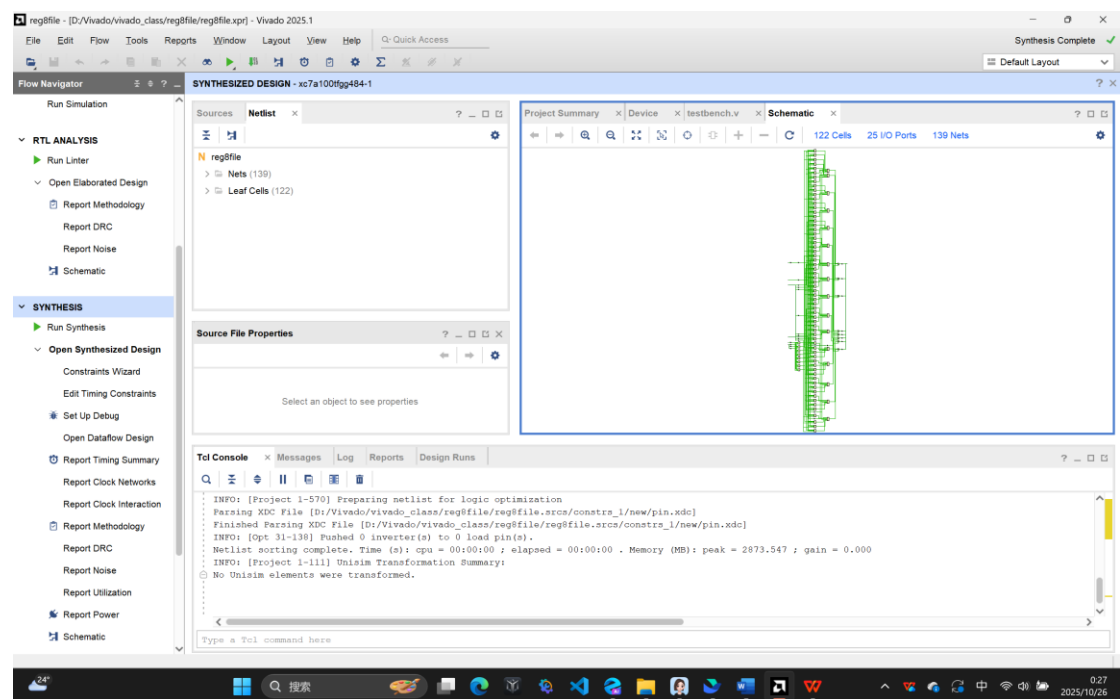 reg8file - [D:/Vivado/vivado_class/reg8file/reg8file.xpr] - Vivado 2025.1
File Edit Flow Tools Reports Window Layout View Help Q- Quick Access
Synthesis Complete
Default Layout
Flow Navigator
SYNTHESIZED DESIGN - xc7a100tfgg484-1
Run Simulation
RTL ANALYSIS
Run Linter
Open Elaborated Design
Report Methodology
Report DRC
Report Noise
Schematic
SYNTHESIS
Run Synthesis
Open Synthesized Design
Constraints Wizard
Edit Timing Constraints
Set Up Debug
Open Dataflow Design
Report Timing Summary
Report Clock Networks
Report Clock Interaction
Report Methodology
Report DRC
Report Noise
Report Utilization
Report Power
Schematic
Sources Netlist
N reg8file
Nets (139)
Leaf Cells (122)
Source File Properties
Select an object to see properties
Project Summary Device testbench.v Schematic
122 Cells 25 I/O Ports 139 Nets
Tcl Console Messages Log Reports Design Runs
INFO: [Project 1-570] Preparing netlist for logic optimization
Parsing XDC File [D:/Vivado/vivado_class/reg8file/reg8file.srcs/constrs_1/new/pin.xdc]
Finished Parsing XDC File [D:/Vivado/vivado_class/reg8file/reg8file.srcs/constrs_1/new/pin.xdc]
INFO: [Opt 31-138] Pushed 0 inverter(s) to 0 load pin(s).
Netlist sorting complete. Time (s): cpu = 00:00:00 ; elapsed = 00:00:00 . Memory (MB): peak = 2873.547 ; gain = 0.000
INFO: [Project 1-111] Unisim Transformation Summary:
No Unisim elements were transformed.
Type a Tcl command here
24°
搜索
中
0:27